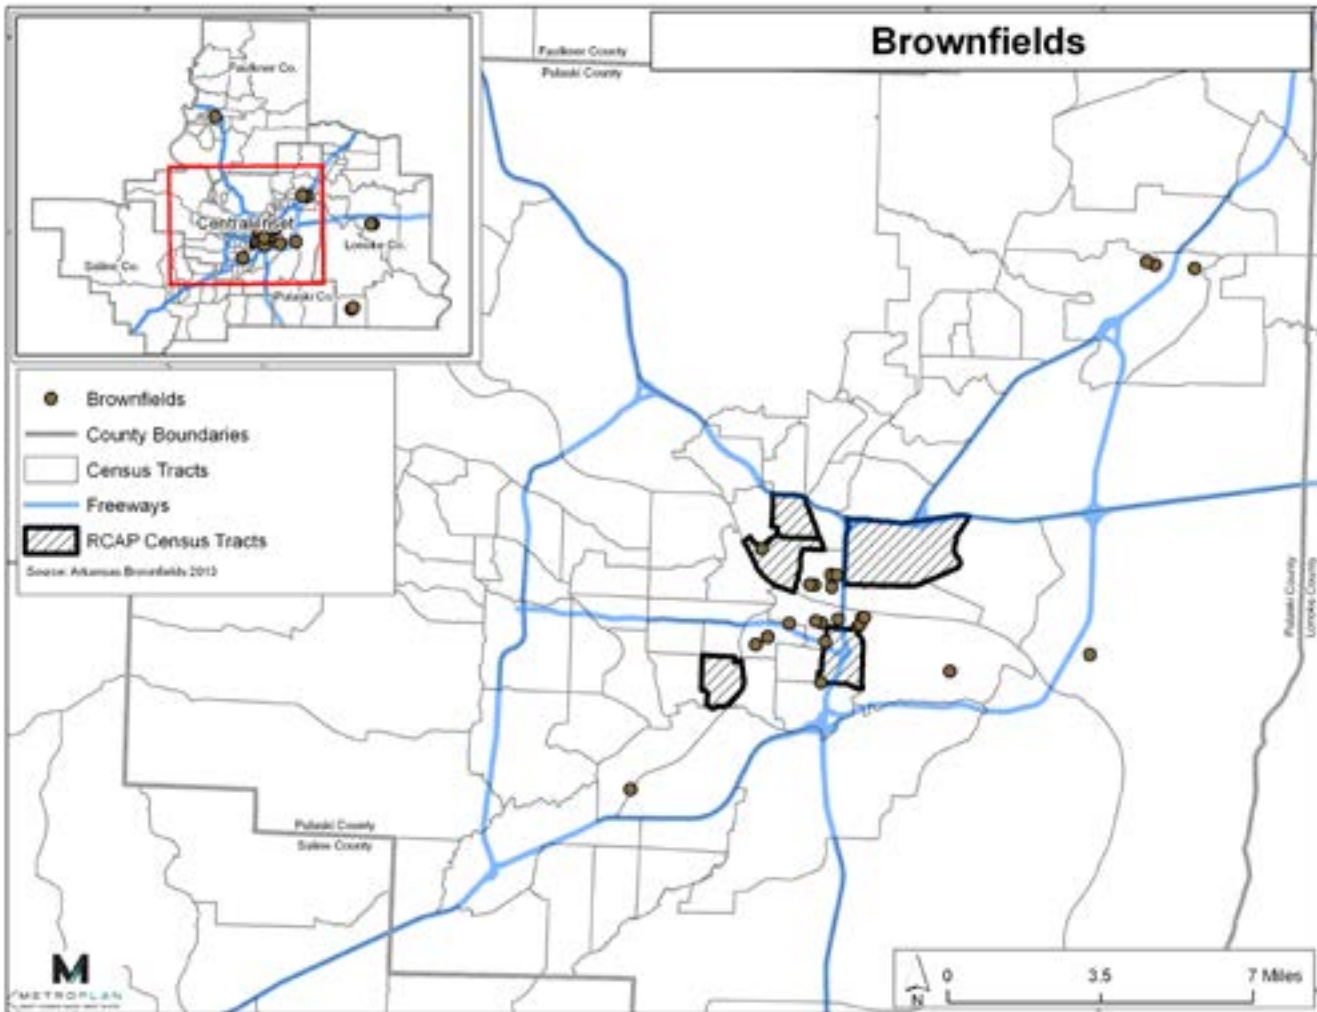 Brownfields
Faulkner County
Pulaski County
Faulkner Co.
Central Inset
Lonoke Co.
Saline Co.
Pulaski Co.
Brownfields
County Boundaries
Census Tracts
Freeways
RCAP Census Tracts
Source: Arkansas Brownfields 2013
Pulaski County
Lonoke County
Pulaski County
Saline County
METROPLAN
N
0 3.5 7 Miles